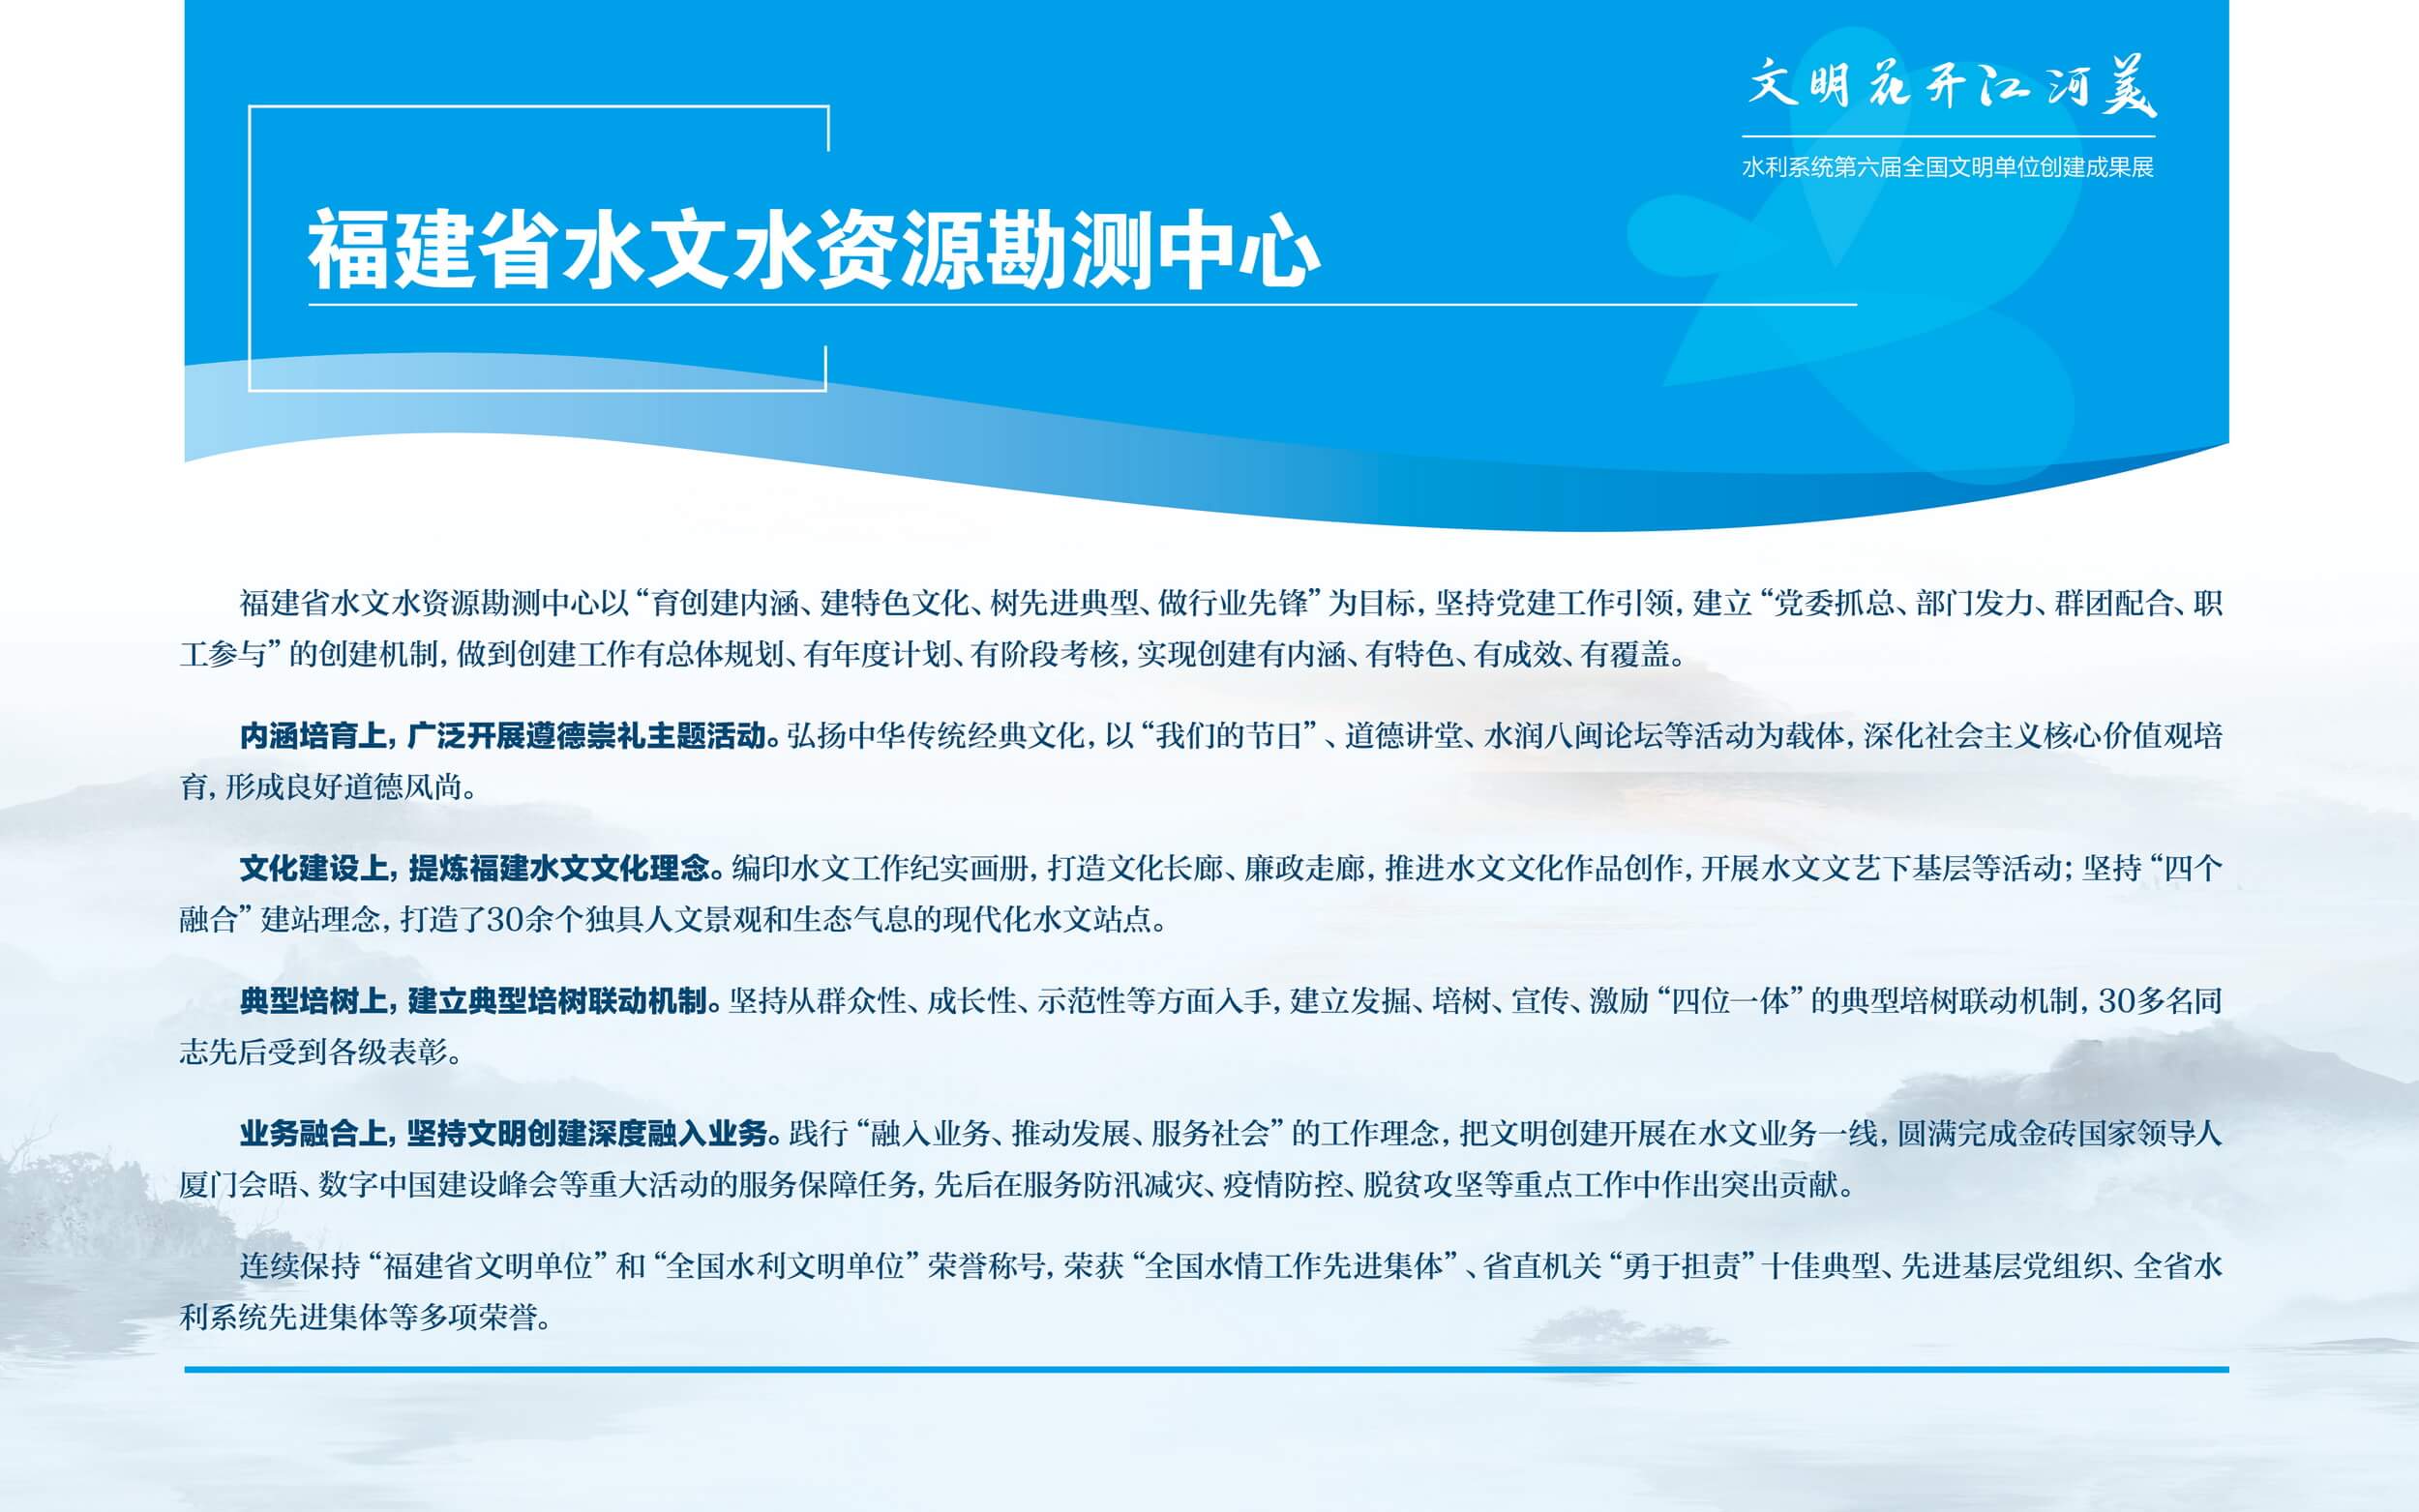 文明花开江河美
水利系统第六届全国文明单位创建成果展
福建省水文水资源勘测中心
福建省水文水资源勘测中心以“育创建内涵、建特色文化、树先进典型、做行业先锋”为目标，坚持党建工作引领，建立“党委抓总、部门发力、群团配合、职
工参与”的创建机制，做到创建工作有总体规划、有年度计划、有阶段考核，实现创建有内涵、有特色、有成效、有覆盖。
内涵培育上，广泛开展遵德崇礼主题活动。弘扬中华传统经典文化，以“我们的节日”、道德讲堂、水润八闽论坛等活动为载体，深化社会主义核心价值观培
育，形成良好道德风尚。
文化建设上，提炼福建水文文化理念。编印水文工作纪实画册，打造文化长廊、廉政走廊，推进水文文化作品创作，开展水文文艺下基层等活动；坚持“四个
融合”建站理念，打造了30余个独具人文景观和生态气息的现代化水文站点。
典型培树上，建立典型培树联动机制。坚持从群众性、成长性、示范性等方面入手，建立发掘、培树、宣传、激励“四位一体”的典型培树联动机制，30多名同
志先后受到各级表彰。
业务融合上，坚持文明创建深度融入业务。践行“融入业务、推动发展、服务社会”的工作理念，把文明创建开展在水文业务一线，圆满完成金砖国家领导人
厦门会晤、数字中国建设峰会等重大活动的服务保障任务，先后在服务防汛减灾、疫情防控、脱贫攻坚等重点工作中作出突出贡献。
连续保持“福建省文明单位”和“全国水利文明单位”荣誉称号，荣获“全国水情工作先进集体”、省直机关“勇于担责”十佳典型、先进基层党组织、全省水
利系统先进集体等多项荣誉。